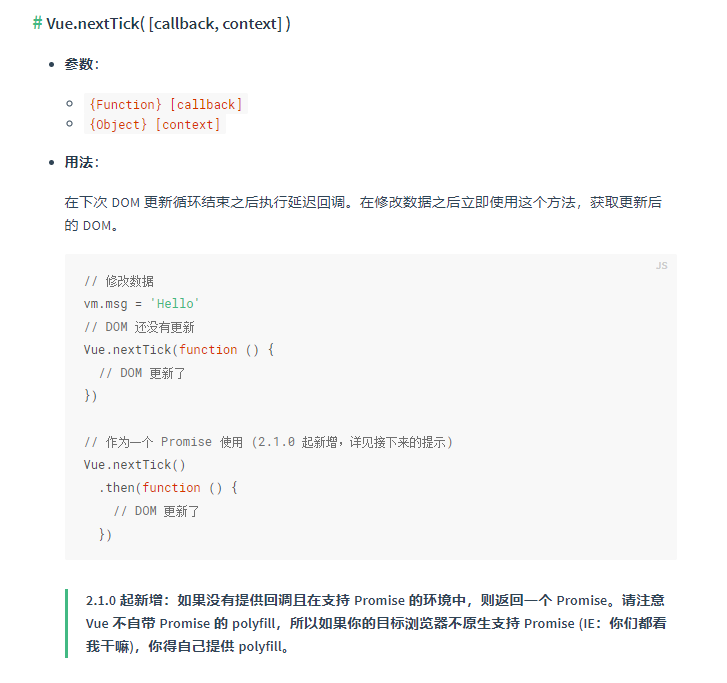 # Vue.nextTick( [callback, context] )
参数：
{Function} [callback]
{Object} [context]
用法：
在下次 DOM 更新循环结束之后执行延迟回调。在修改数据之后立即使用这个方法，获取更新后
的 DOM。
JS
// 修改数据
vm.msg = 'Hello'
// DOM 还没有更新
Vue.nextTick(function () {
  // DOM 更新了
})

// 作为一个 Promise 使用 (2.1.0 起新增，详见接下来的提示)
Vue.nextTick()
  .then(function () {
    // DOM 更新了
  })
2.1.0 起新增：如果没有提供回调且在支持 Promise 的环境中，则返回一个 Promise。请注意
Vue 不自带 Promise 的 polyfill，所以如果你的目标浏览器不原生支持 Promise (IE：你们都看
我干嘛)，你得自己提供 polyfill。